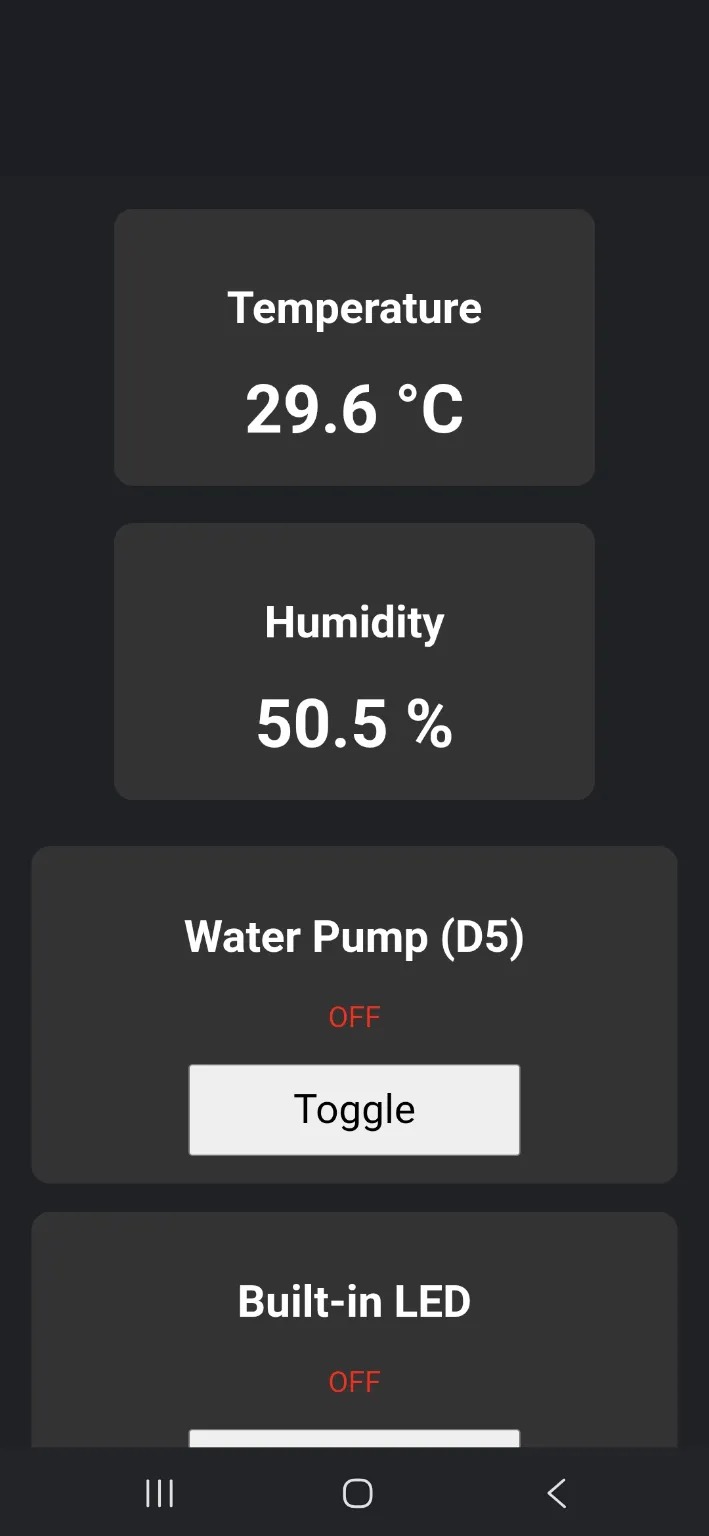 Temperature
29.6 °C
Humidity
50.5 %
Water Pump (D5)
OFF
Toggle
Built-in LED
OFF